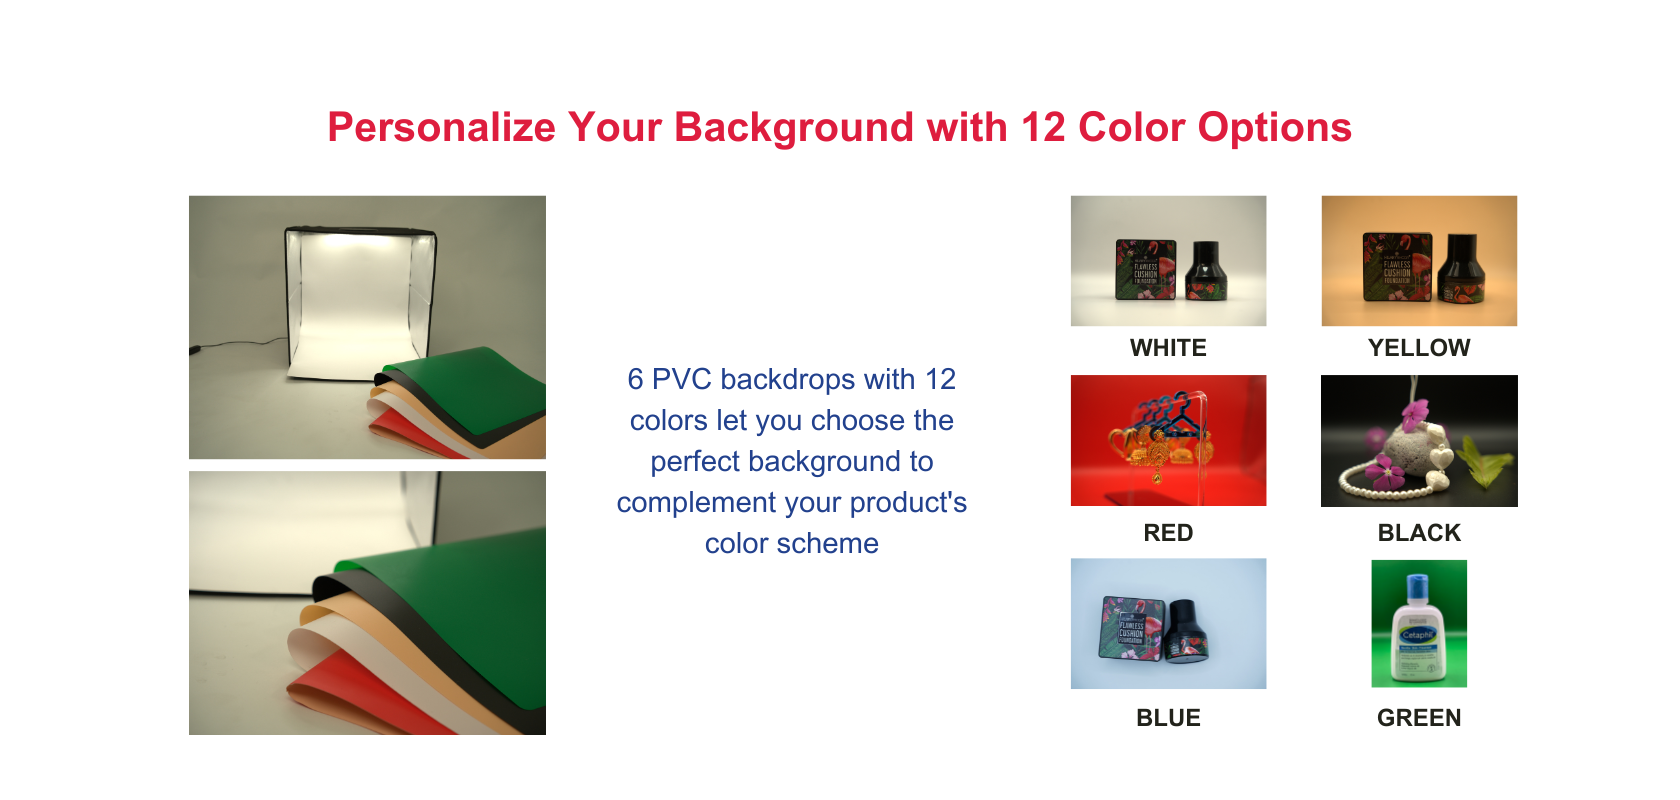 Personalize Your Background with 12 Color Options
6 PVC backdrops with 12
colors let you choose the
perfect background to
complement your product's
color scheme
FLAWLESS
CUSHION
FOUNDATION
WHITE
FLAWLESS
CUSHION
FOUNDATION
YELLOW
RED
BLACK
FLAWLESS
CUSHION
FOUNDATION
BLUE
Cetaphil
GREEN